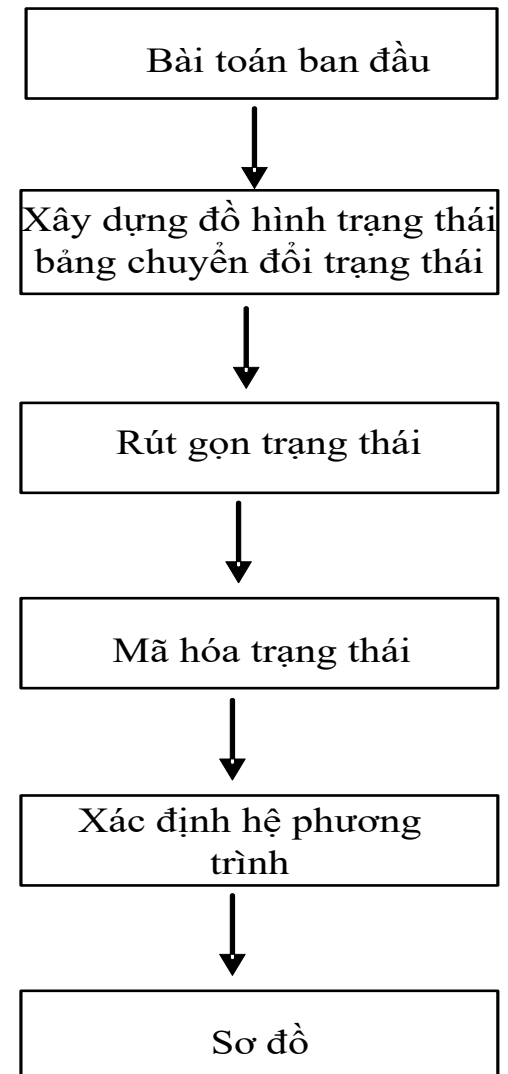 Bài toán ban đầu
Xây dựng đồ hình trạng thái
bảng chuyển đổi trạng thái
Rút gọn trạng thái
Mã hóa trạng thái
Xác định hệ phương
trình
Sơ đồ